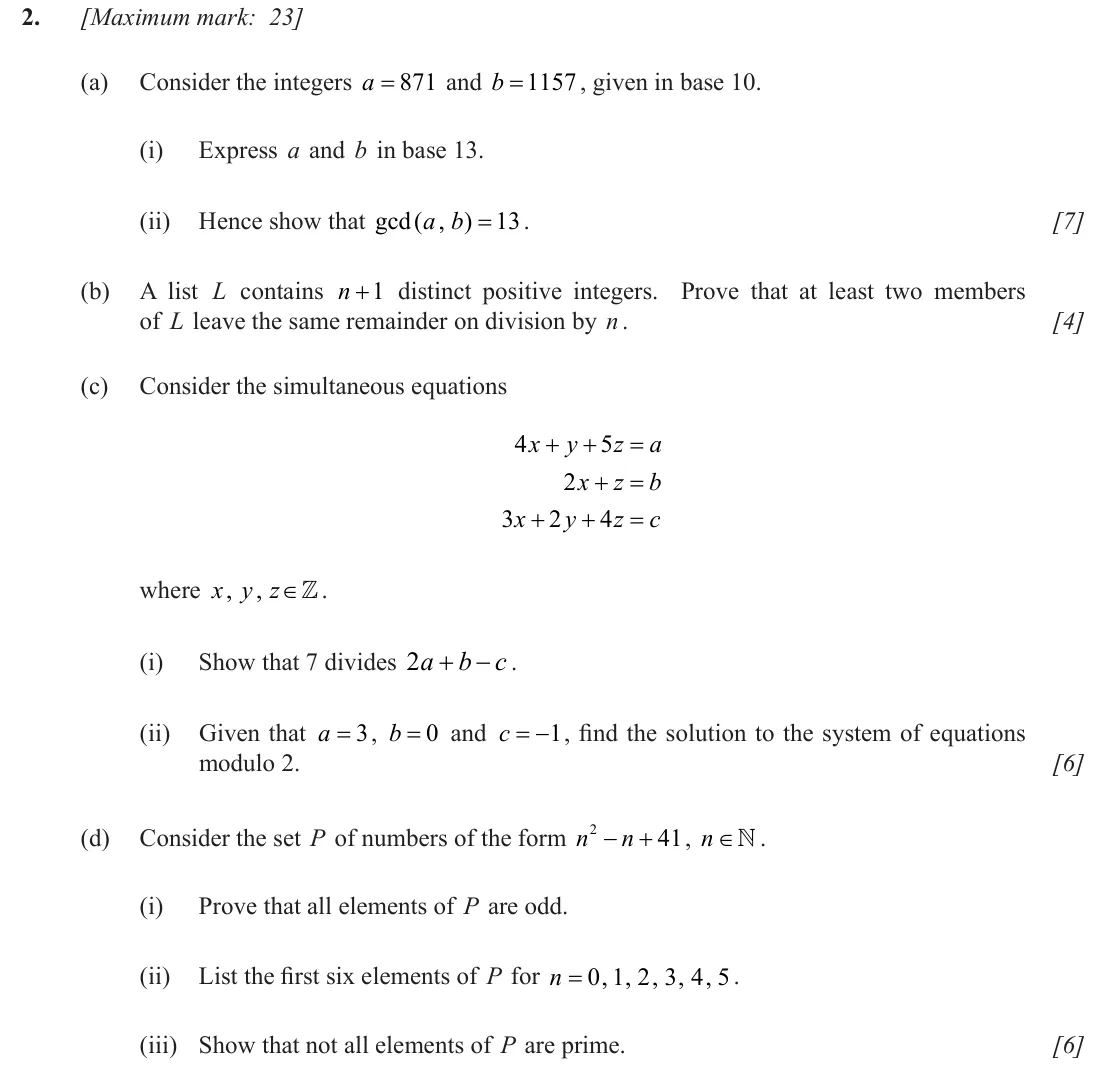 2. [Maximum mark: 23]
(a) Consider the integers a = 871 and b = 1157, given in base 10.
(i) Express a and b in base 13.
(ii) Hence show that gcd(a, b) = 13. [7]
(b) A list L contains n + 1 distinct positive integers. Prove that at least two members
of L leave the same remainder on division by n. [4]
(c) Consider the simultaneous equations
4x + y + 5z = a
2x + z = b
3x + 2y + 4z = c
where x, y, z ∈ ℤ.
(i) Show that 7 divides 2a + b − c.
(ii) Given that a = 3, b = 0 and c = −1, find the solution to the system of equations
modulo 2. [6]
(d) Consider the set P of numbers of the form n² − n + 41, n ∈ ℕ.
(i) Prove that all elements of P are odd.
(ii) List the first six elements of P for n = 0, 1, 2, 3, 4, 5.
(iii) Show that not all elements of P are prime. [6]